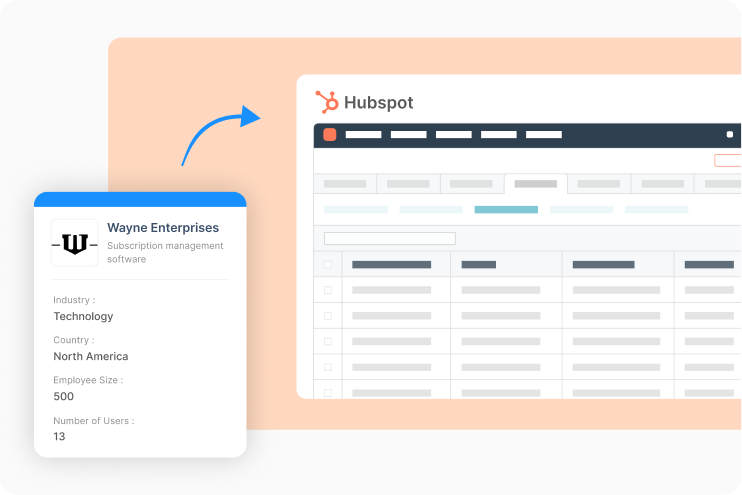 Hubspot
Wayne Enterprises
Subscription management
software
Industry :
Technology
Country :
North America
Employee Size :
500
Number of Users :
13